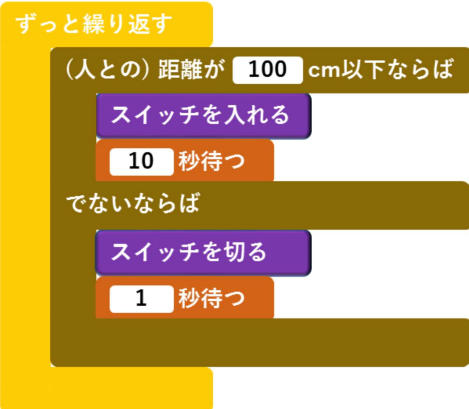 ずっと繰り返す
(人との) 距離が 100 cm以下ならば
スイッチを入れる
10 秒待つ
でないならば
スイッチを切る
1 秒待つ